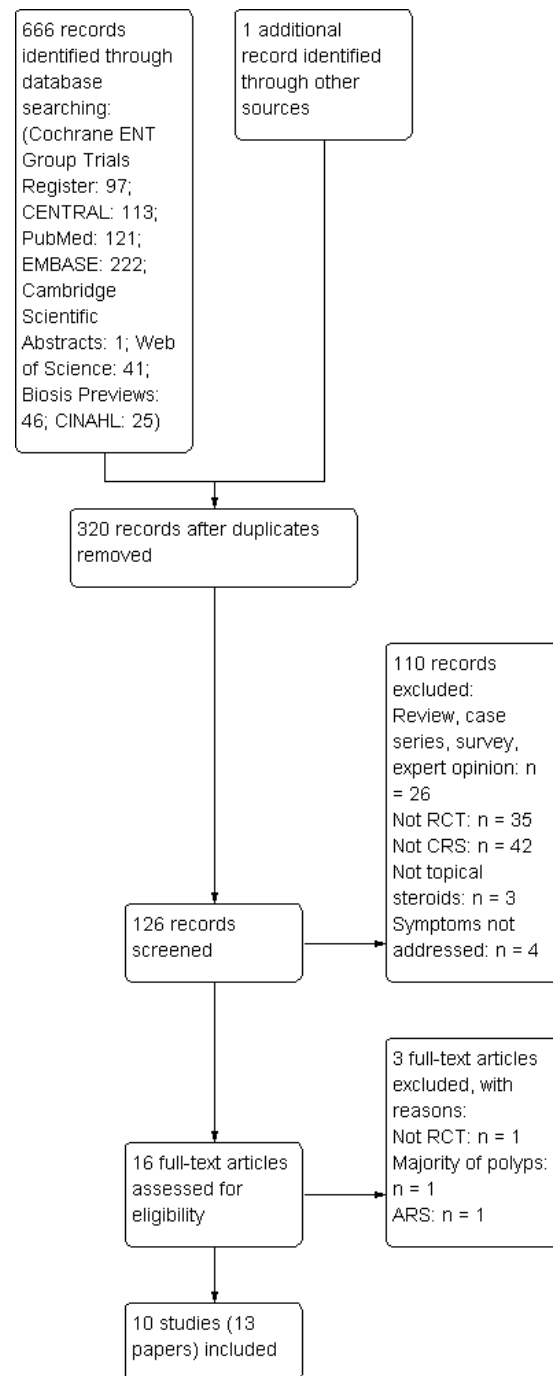 666 records
identified through
database
searching:
(Cochrane ENT
Group Trials
Register: 97;
CENTRAL: 113;
PubMed: 121;
EMBASE: 222;
Cambridge
Scientific
Abstracts: 1; Web
of Science: 41;
Biosis Previews:
46; CINAHL: 25)
1 additional
record identified
through other
sources
320 records after duplicates
removed
110 records
excluded:
Review, case
series, survey,
expert opinion: n
= 26
Not RCT: n = 35
Not CRS: n = 42
Not topical
steroids: n = 3
Symptoms not
addressed: n = 4
126 records
screened
3 full-text articles
excluded, with
reasons:
Not RCT: n = 1
Majority of polyps:
n = 1
ARS: n = 1
16 full-text articles
assessed for
eligibility
10 studies (13
papers) included